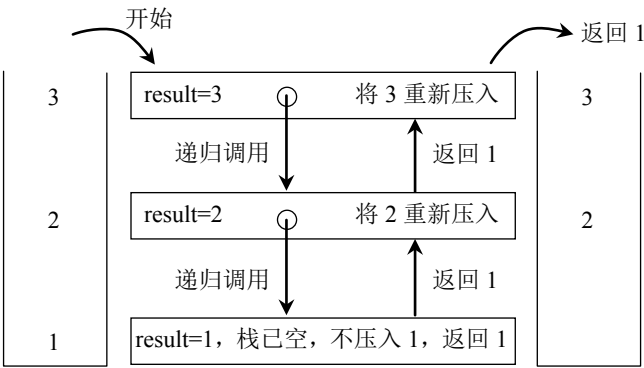 开始
返回 1
3
result=3
将 3 重新压入
3
递归调用
返回 1
2
result=2
将 2 重新压入
2
递归调用
返回 1
1
result=1，栈已空，不压入 1，返回 1